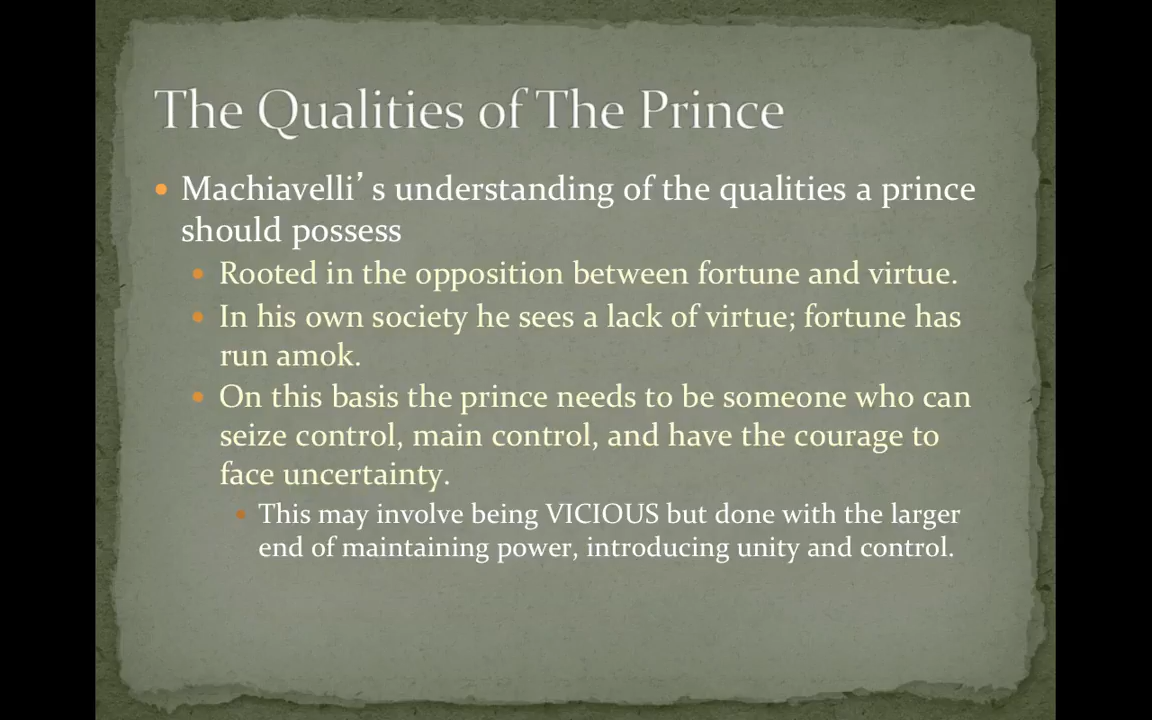 The Qualities of The Prince
Machiavelli’s understanding of the qualities a prince
should possess
Rooted in the opposition between fortune and virtue.
In his own society he sees a lack of virtue; fortune has
run amok.
On this basis the prince needs to be someone who can
seize control, main control, and have the courage to
face uncertainty.
This may involve being VICIOUS but done with the larger
end of maintaining power, introducing unity and control.